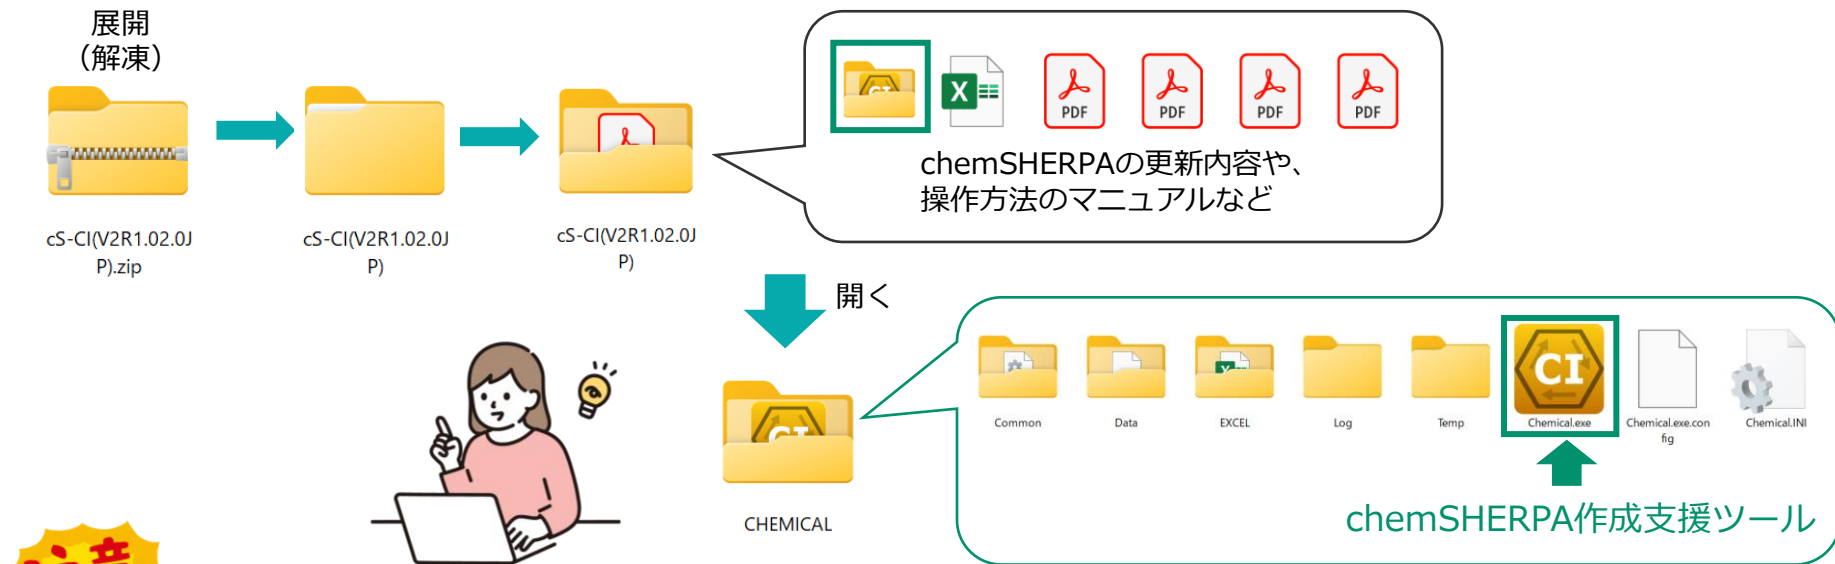 展開
（解凍）
cS-CI(V2R1.02.0J
P).zip
cS-CI(V2R1.02.0J
P)
cS-CI(V2R1.02.0J
P)
PDF
PDF
PDF
PDF
chemSHERPAの更新内容や、
操作方法のマニュアルなど
開く
CHEMICAL
Common
Data
EXCEL
Log
Temp
CI
Chemical.exe
Chemical.exe.con
fig
Chemical.INI
chemSHERPA作成支援ツール